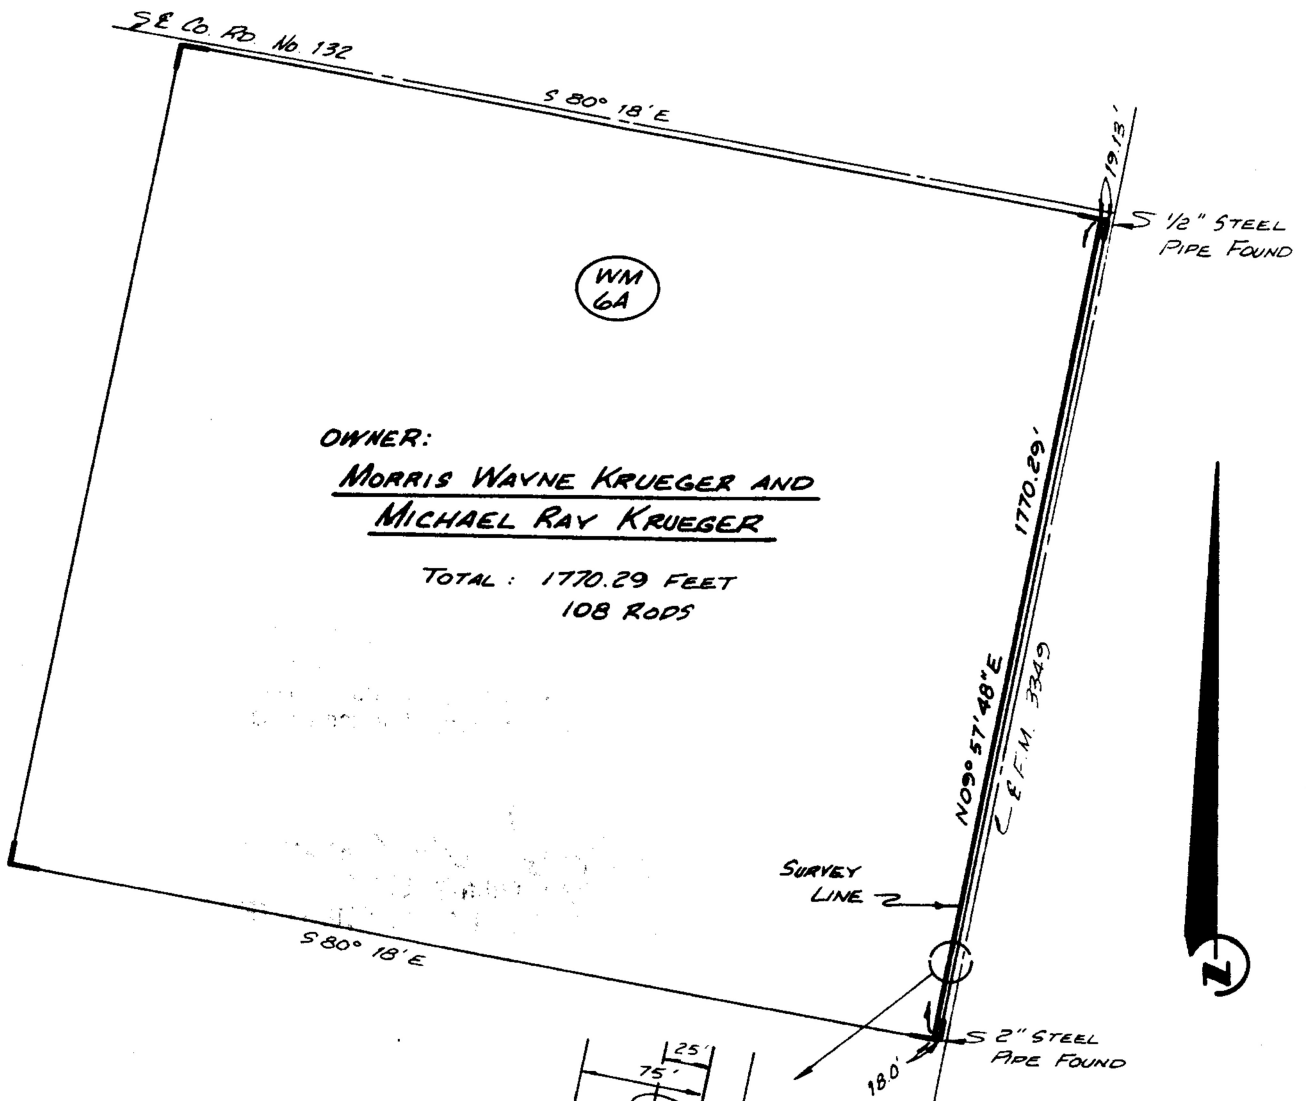 ℄ Co. Rd. No. 132
S 80° 18' E
19.13'
1/2" STEEL
PIPE FOUND
WM
6A
OWNER:
MORRIS WAYNE KRUEGER AND
MICHAEL RAY KRUEGER
TOTAL: 1770.29 FEET
108 RODS
1770.29'
N09° 57' 48" E
℄ F.M. 3349
SURVEY
LINE
S 80° 18' E
2" STEEL
PIPE FOUND
18.0'
25'
75'
N